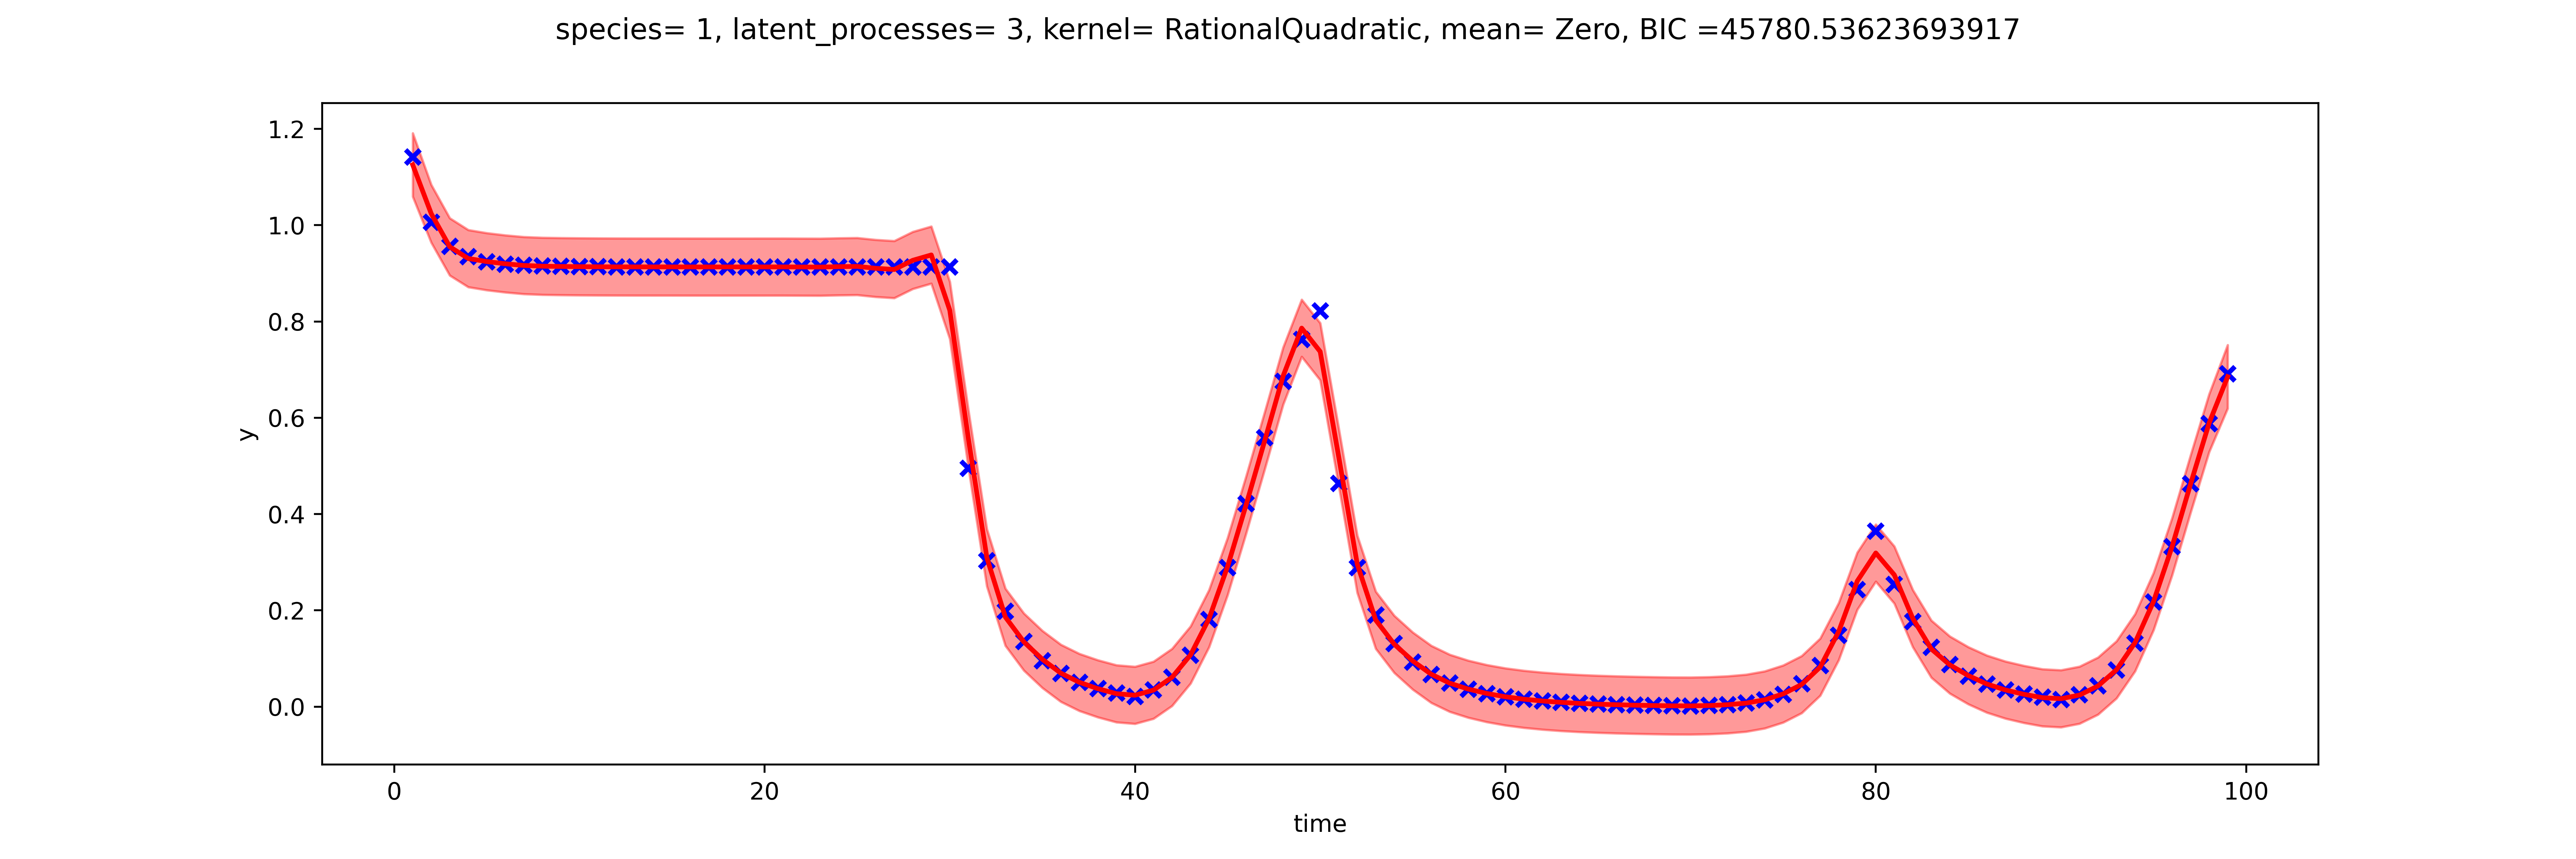 species= 1, latent_processes= 3, kernel= RationalQuadratic, mean= Zero, BIC =45780.53623693917
1.2
1.0
0.8
0.6
0.4
0.2
0.0
y
0 20 40 60 80 100
time